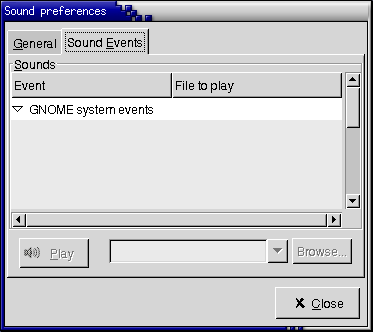 Sound preferences
General Sound Events
Sounds
Event File to play
GNOME system events
Play Browse...
Close